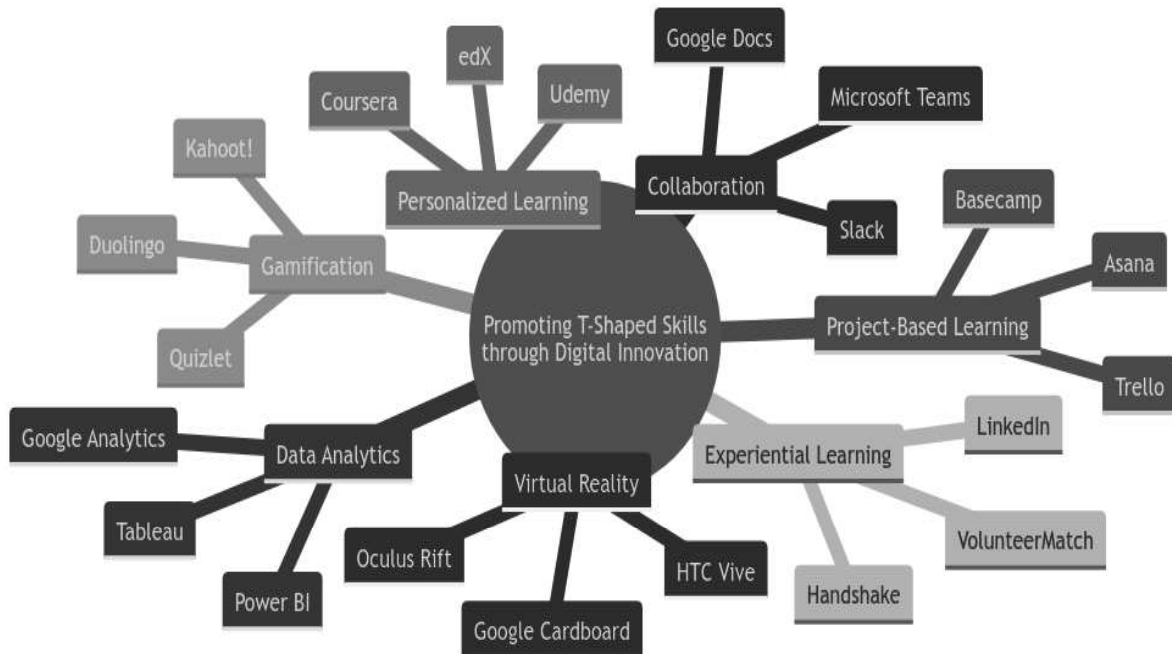 Google Docs
edX
Coursera
Udemy
Microsoft Teams
Kahoot!
Personalized Learning
Collaboration
Basecamp
Slack
Duolingo
Gamification
Asana
Quizlet
Promoting T-Shaped Skills
through Digital Innovation
Project-Based Learning
Trello
Google Analytics
Data Analytics
LinkedIn
Experiential Learning
Virtual Reality
Tableau
Oculus Rift
HTC Vive
VolunteerMatch
Power BI
Google Cardboard
Handshake